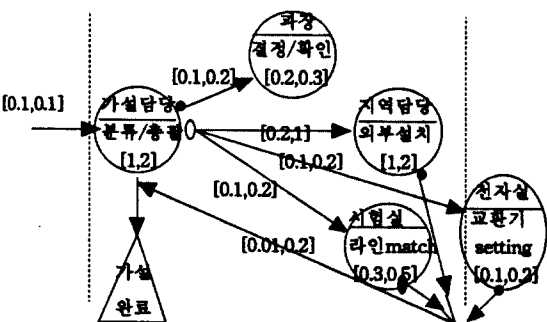 과장
결정/확인
[0.1,0.2]
[0.2,0.3]
[0.1,0.1]
가설담당
지역담당
분류/총괄
[0.2,1]
외부설치
[1,2]
[0.1,0.2]
[1,2]
[0.1,0.2]
전자실
시험실
교환기
[0.01,0.2]
라인match
setting
가설
[0.3,0.5]
[0.1,0.2]
완료